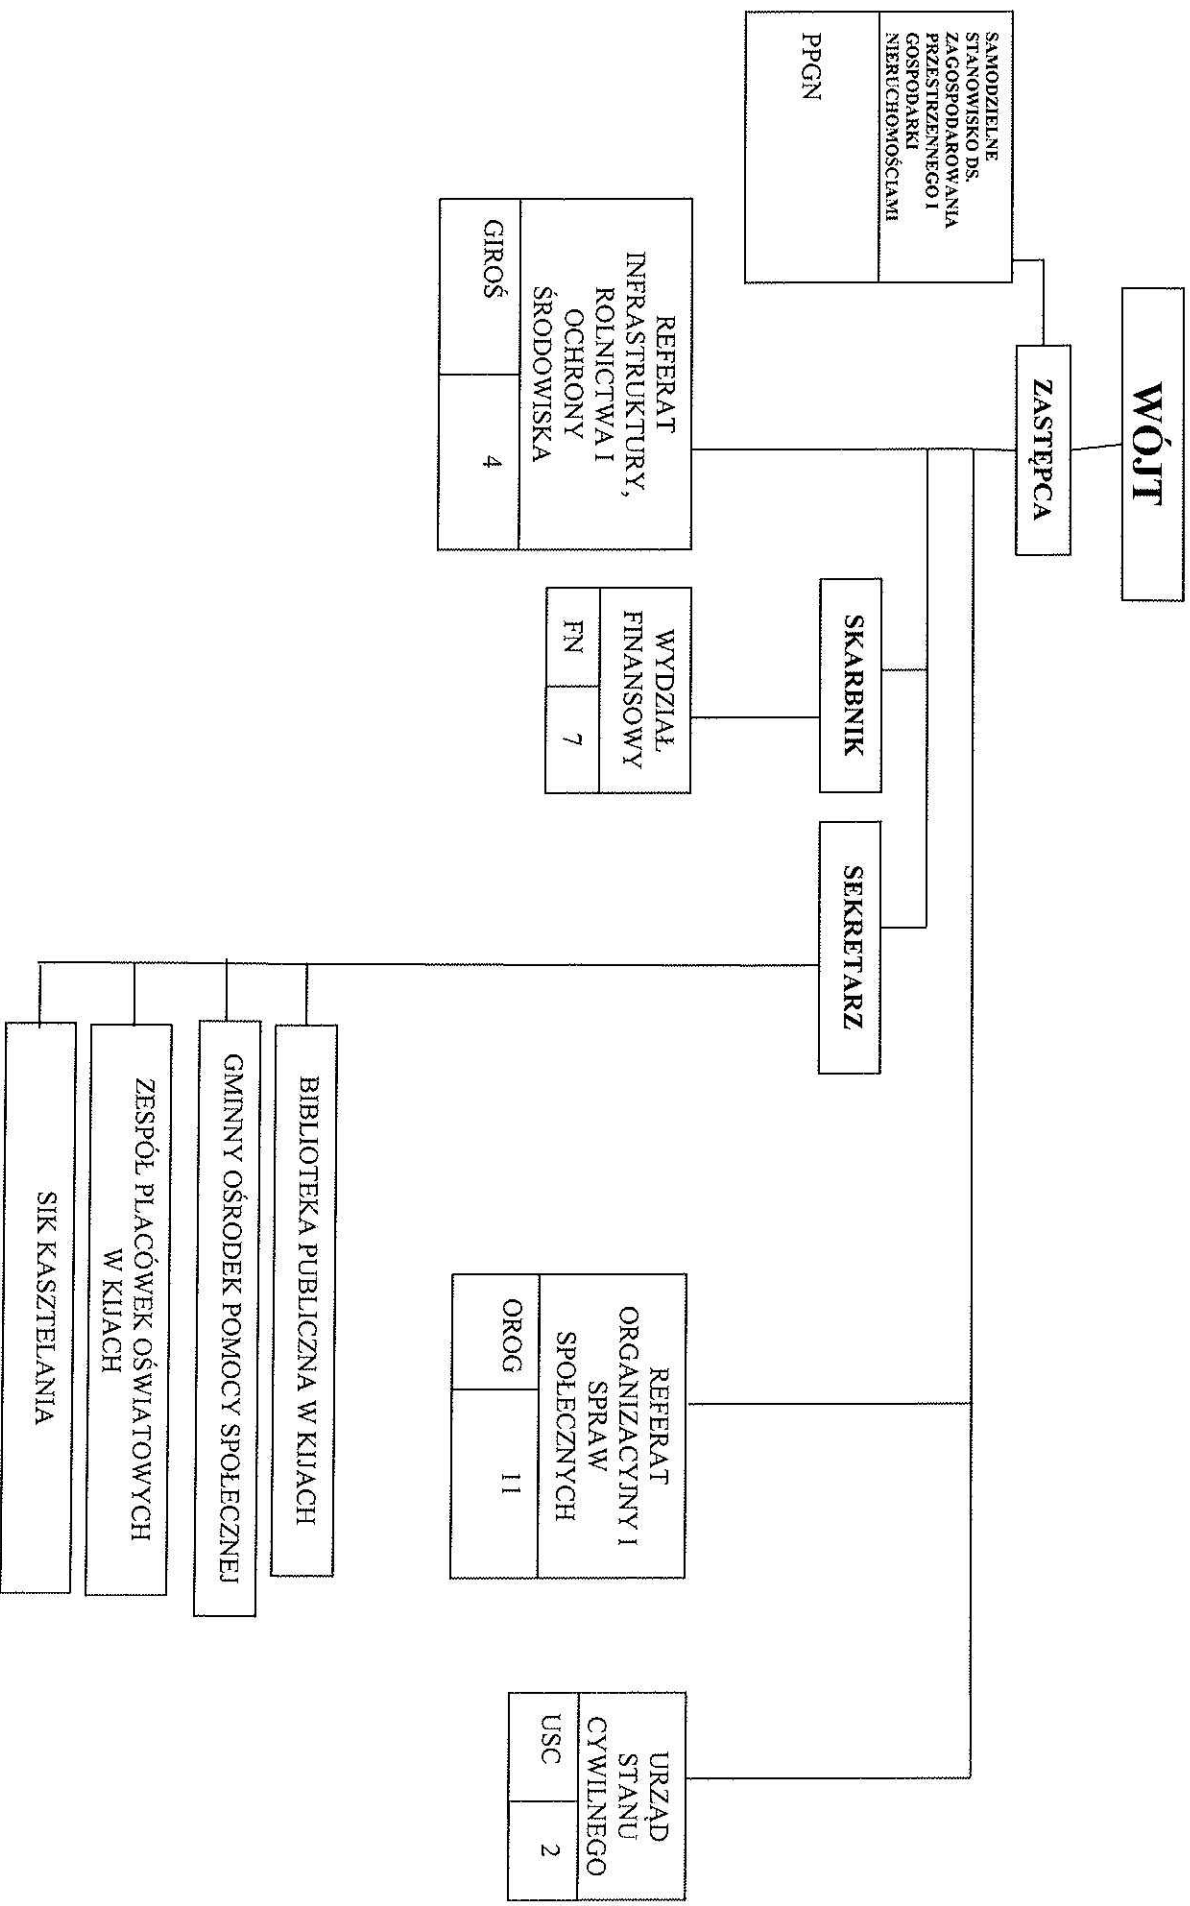 WÓJT
ZASTĘPCA
SAMODZIELNE
STANOWISKO DS.
ZAGOSPODAROWANIA
PRZESTRZENNEGO I
GOSPODARKI
NIERUCHOMOŚCIAMI
PPGN
SKARBNIK
SEKRETARZ
REFERAT
INFRASTRUKTURY,
ROLNICTWA I
OCHRONY
ŚRODOWISKA
GIROŚ
4
WYDZIAŁ
FINANSOWY
FN
7
REFERAT
ORGANIZACYJNY I
SPRAW
SPOŁECZNYCH
OROG
11
URZĄD
STANU
CYWILNEGO
USC
2
BIBLIOTEKA PUBLICZNA W KIJACH
GMINNY OŚRODEK POMOCY SPOŁECZNEJ
ZESPÓŁ PLACÓWEK OŚWIATOWYCH
W KIJACH
SIK KASZTELANIA